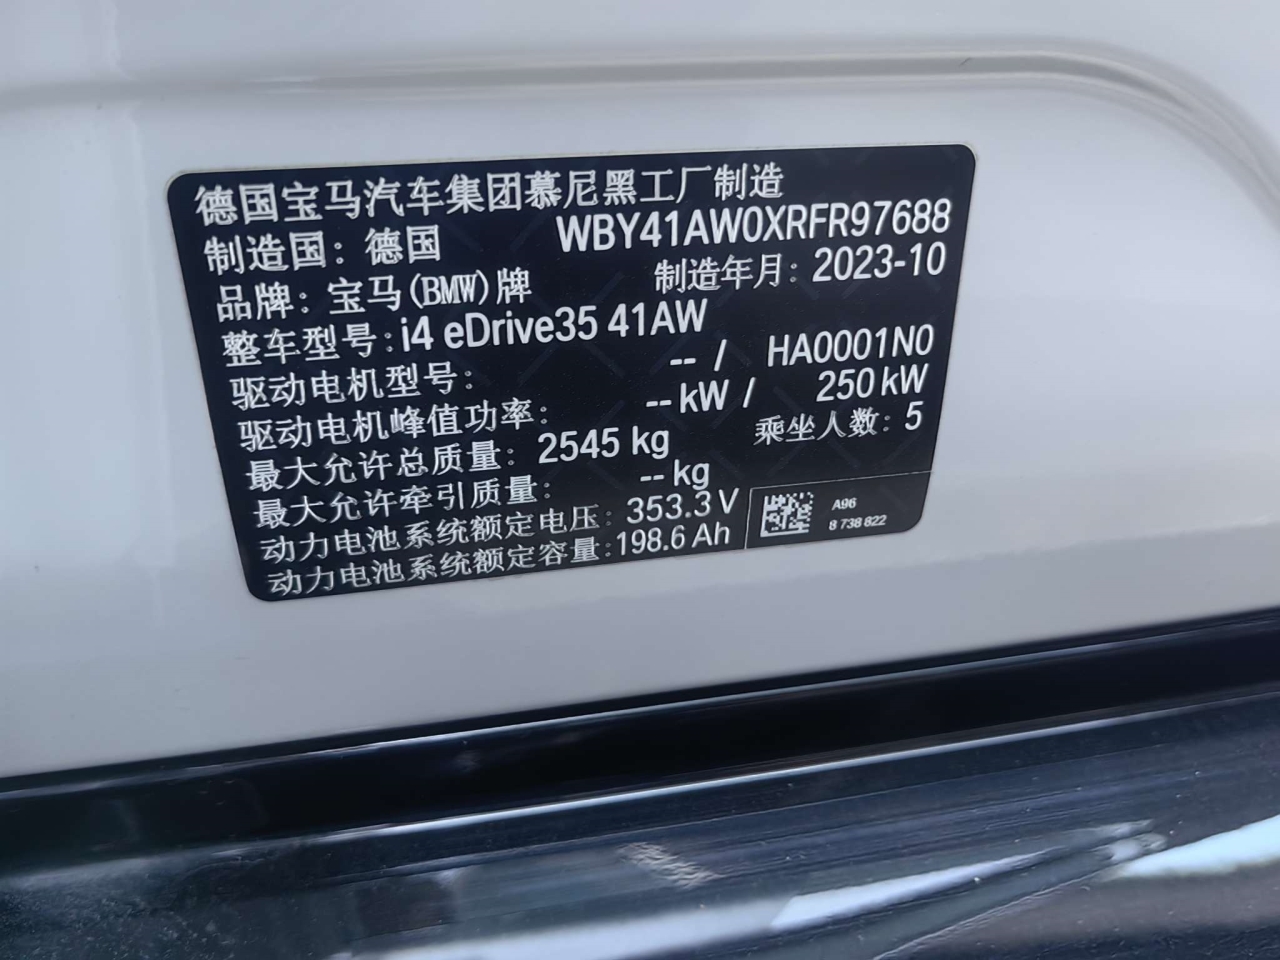 德国宝马汽车集团慕尼黑工厂制造
制造国：德国 WBY41AW0XRFR97688
品牌：宝马(BMW)牌 制造年月：2023-10
整车型号:i4 eDrive35 41AW
驱动电机型号： -- / HA0001N0
驱动电机峰值功率： -- kW / 250 kW
最大允许总质量：2545 kg 乘坐人数：5
最大允许牵引质量： -- kg
动力电池系统额定电压：353.3 V
动力电池系统额定容量:198.6 Ah
A96
8 738 822